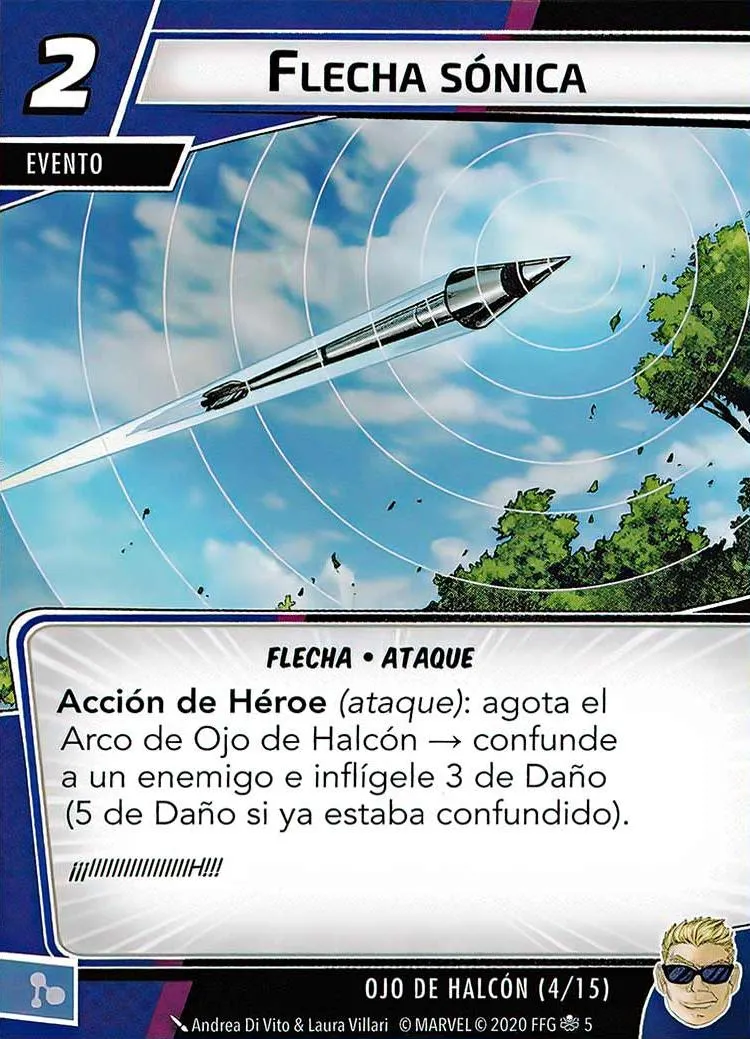 2
FLECHA SÓNICA
EVENTO
FLECHA • ATAQUE
Acción de Héroe (ataque): agota el
Arco de Ojo de Halcón → confunde
a un enemigo e inflígele 3 de Daño
(5 de Daño si ya estaba confundido).
¡¡¡IIIIIIIIIIIIIIIIIIIH!!!
OJO DE HALCÓN (4/15)
Andrea Di Vito & Laura Villari © MARVEL © 2020 FFG 5